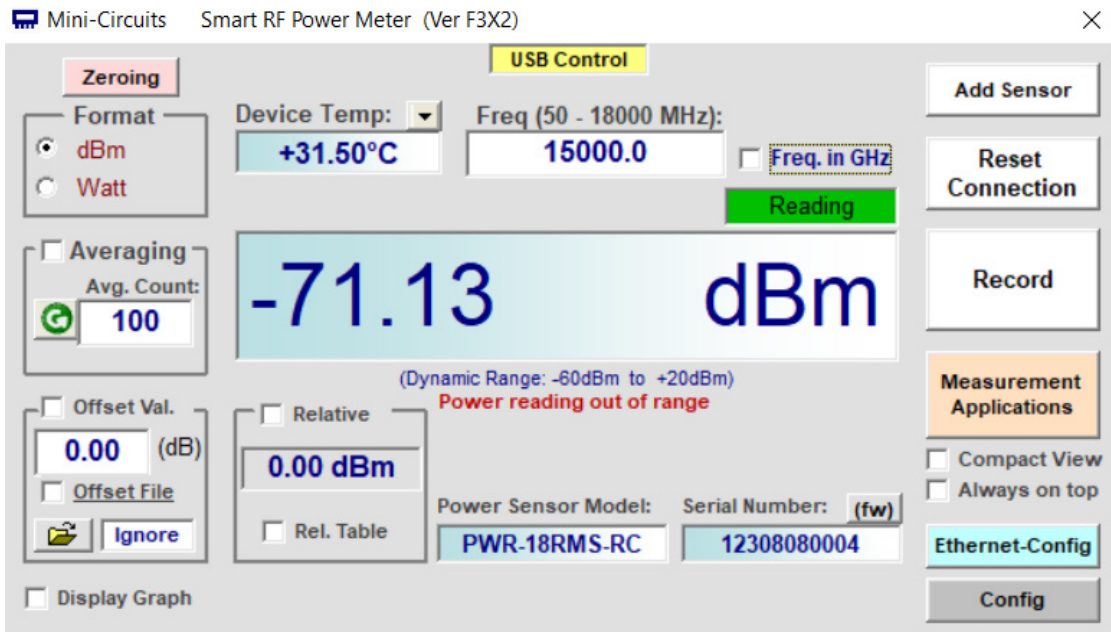 Mini-Circuits Smart RF Power Meter (Ver F3X2)
USB Control
Zeroing
Format
dBm
Watt
Device Temp:
+31.50°C
Freq (50 - 18000 MHz):
15000.0
Freq. in GHz
Reading
Add Sensor
Reset
Connection
Averaging
Avg. Count:
100
-71.13 dBm
Record
(Dynamic Range: -60dBm to +20dBm)
Power reading out of range
Measurement
Applications
Offset Val.
0.00 (dB)
Offset File
Ignore
Relative
0.00 dBm
Rel. Table
Compact View
Always on top
Power Sensor Model:
PWR-18RMS-RC
Serial Number: (fw)
12308080004
Ethernet-Config
Display Graph
Config